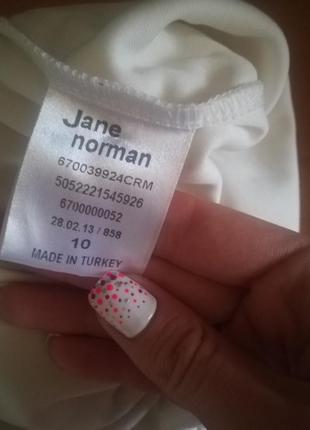 Jane
norman
670039924CRM
5052221545926
6700000052
28.02.13 / 858
10
MADE IN TURKEY